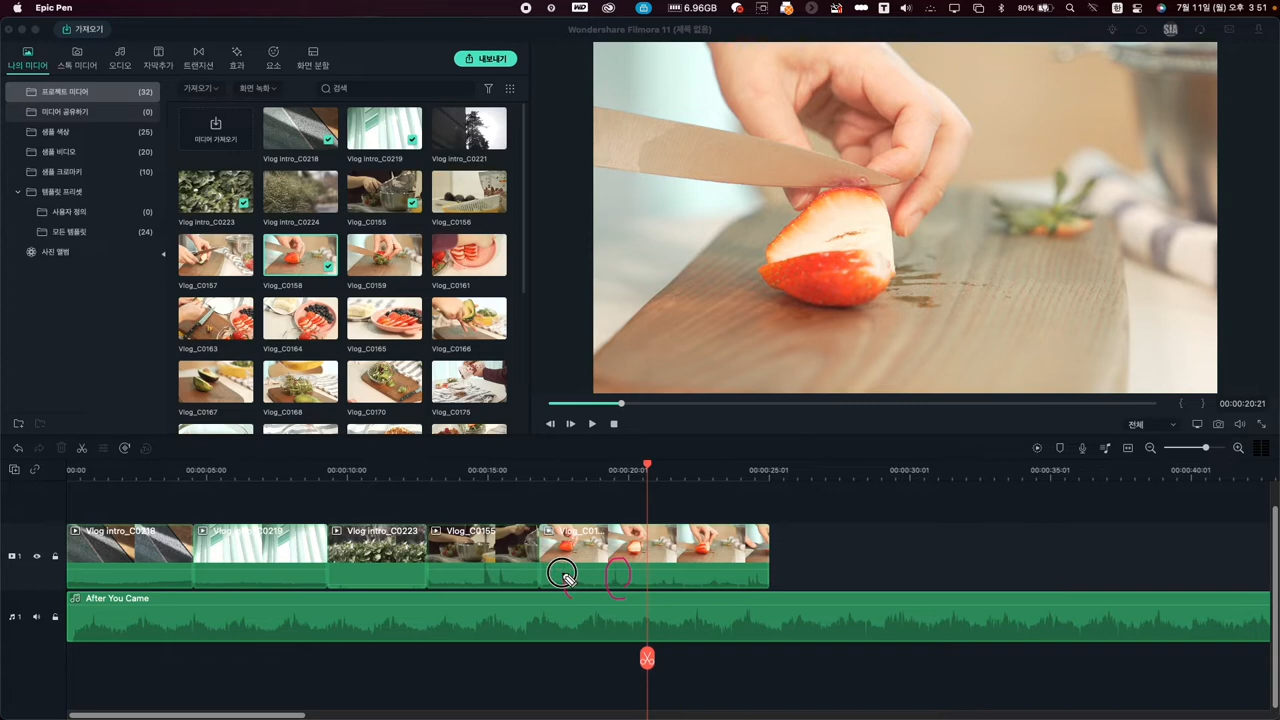 Epic Pen
WD
6.96GB
80%
한
7월 11일 (월) 오후 3 51
가져오기
Wondershare Filmora 11 (제목 없음)
SIA
나의 미디어
스톡 미디어
오디오
자막추가
트랜지션
효과
요소
화면 분할
내보내기
프로젝트 미디어 (32)
미디어 공유하기 (0)
샘플 색상 (25)
샘플 비디오 (20)
샘플 크로마키 (10)
템플릿 프리셋
사용자 정의 (0)
모든 템플릿 (24)
사진 앨범
가져오기
화면 녹화
검색
미디어 가져오기
Vlog intro_C0218
Vlog intro_C0219
Vlog intro_C0221
Vlog intro_C0223
Vlog intro_C0224
Vlog_C0155
Vlog_C0156
Vlog_C0157
Vlog_C0158
Vlog_C0159
Vlog_C0161
Vlog_C0163
Vlog_C0164
Vlog_C0165
Vlog_C0166
Vlog_C0167
Vlog_C0168
Vlog_C0170
Vlog_C0175
00:00:20:21
전체
00:00
00:00:05:00
00:00:10:00
00:00:15:00
00:00:20:01
00:00:25:01
00:00:30:01
00:00:35:01
00:00:40:01
Vlog intro_C0218
Vlog intro_C0219
Vlog intro_C0223
Vlog_C0155
Vlog_C01...
1
After You Came
1